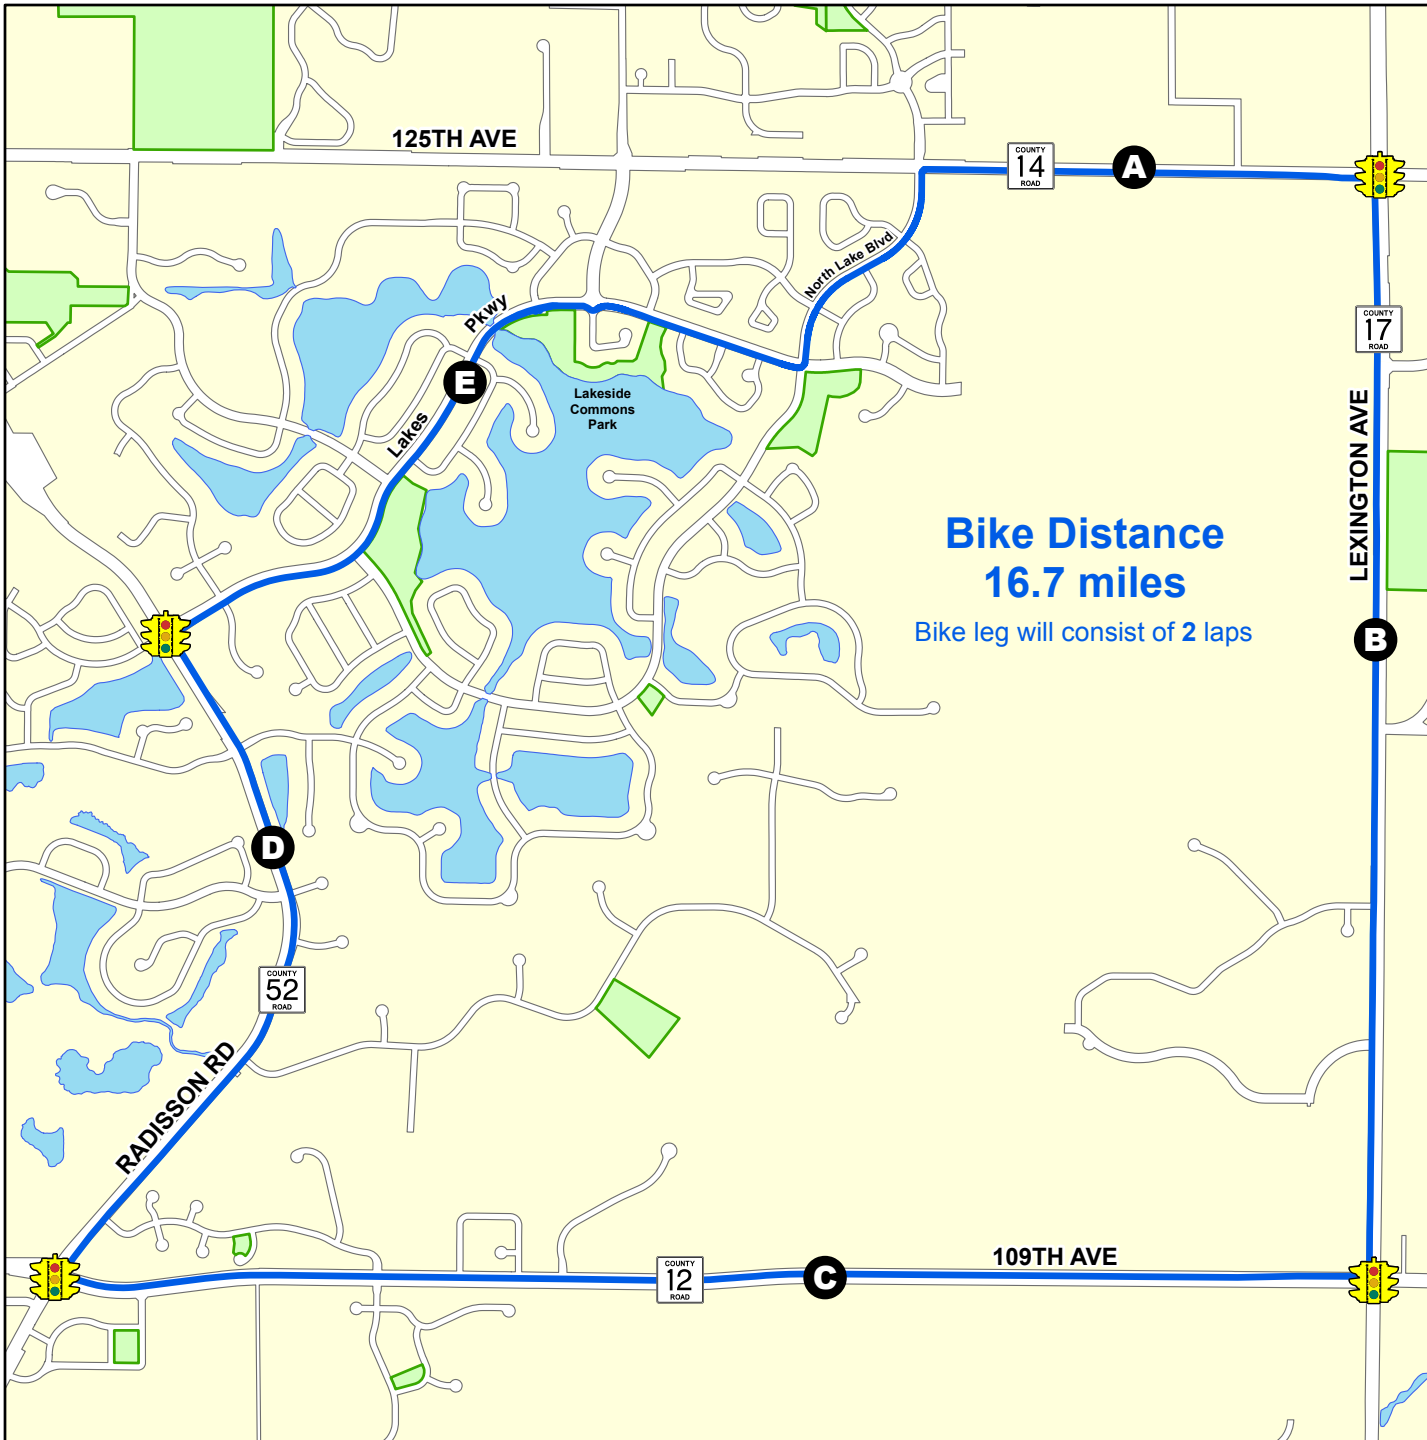 125TH AVE
COUNTY
14
ROAD
A
North Lake Blvd
COUNTY
17
ROAD
Pkwy
E
Lakes
Lakeside
Commons
Park
LEXINGTON AVE
Bike Distance
16.7 miles
Bike leg will consist of 2 laps
B
D
COUNTY
52
ROAD
RADISSON RD
109TH AVE
COUNTY
12
ROAD
C